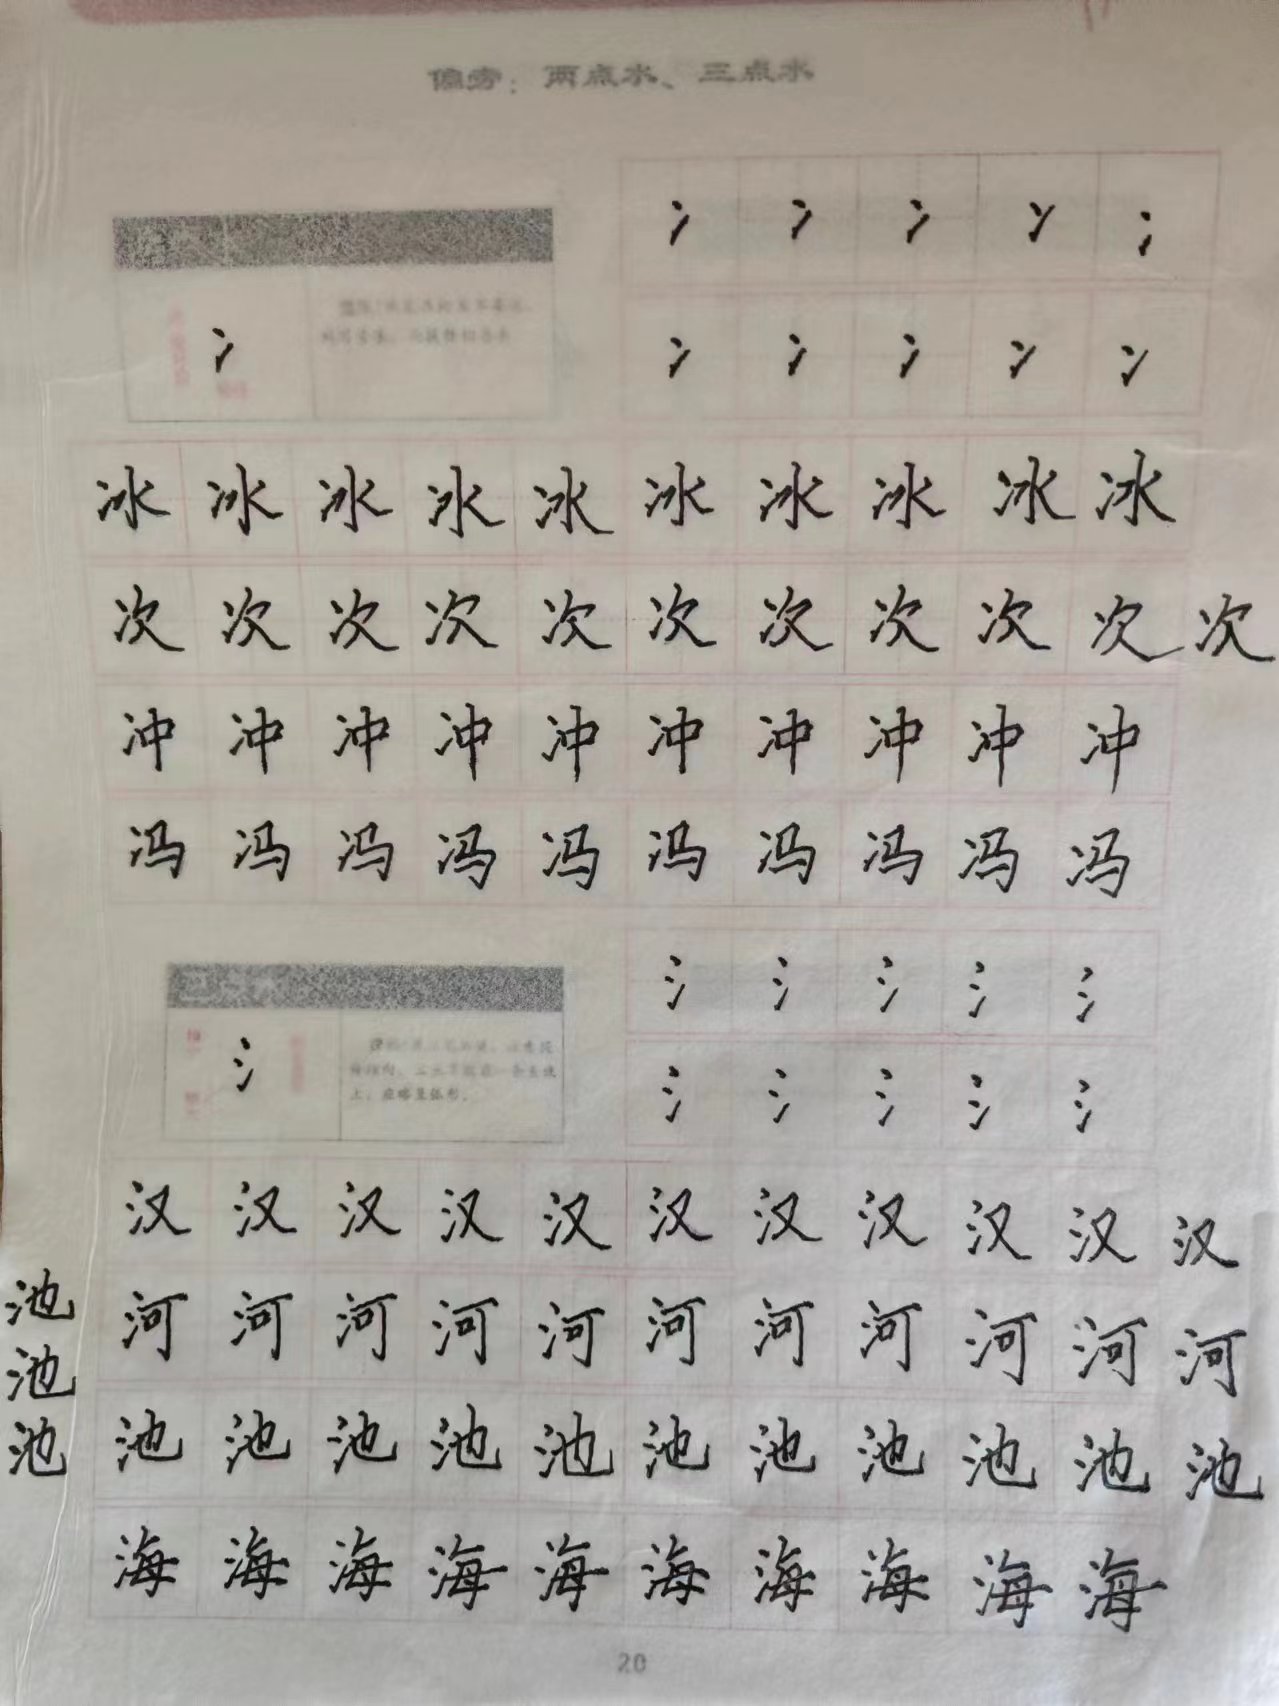 偏旁：两点水、三点水
冫 冫 冫 冫 冫
冫
冫 冫 冫 冫 冫
冰 冰 冰 冰 冰 冰 冰 冰 冰 冰
次 次 次 次 次 次 次 次 次 次 次
冲 冲 冲 冲 冲 冲 冲 冲 冲 冲
冯 冯 冯 冯 冯 冯 冯 冯 冯 冯
氵 氵 氵 氵 氵
氵
氵 氵 氵 氵 氵
汉 汉 汉 汉 汉 汉 汉 汉 汉 汉 汉
池
河 河 河 河 河 河 河 河 河 河 河
池
池 池 池 池 池 池 池 池 池 池 池 池
海 海 海 海 海 海 海 海 海 海
20